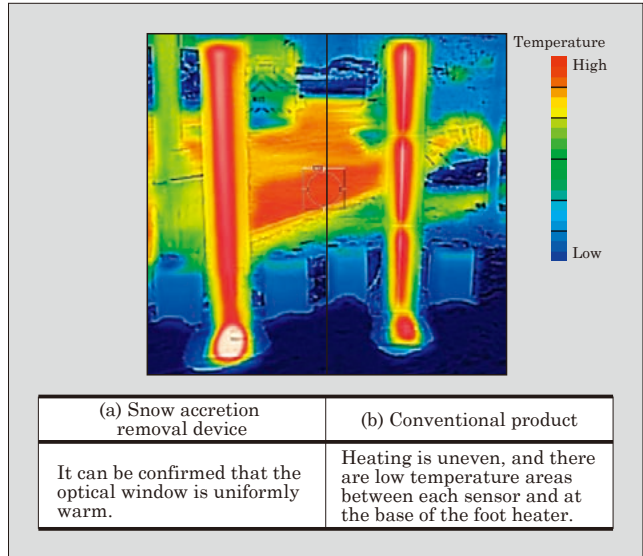 Temperature
High
Low
(a) Snow accretion
removal device
(b) Conventional product
It can be confirmed that the
optical window is uniformly
warm.
Heating is uneven, and there
are low temperature areas
between each sensor and at
the base of the foot heater.